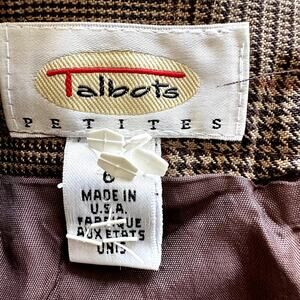 Talbots
PETITES
6
MADE IN
U.S.A.
FABRIQUE
AUX ETATS
UNIS